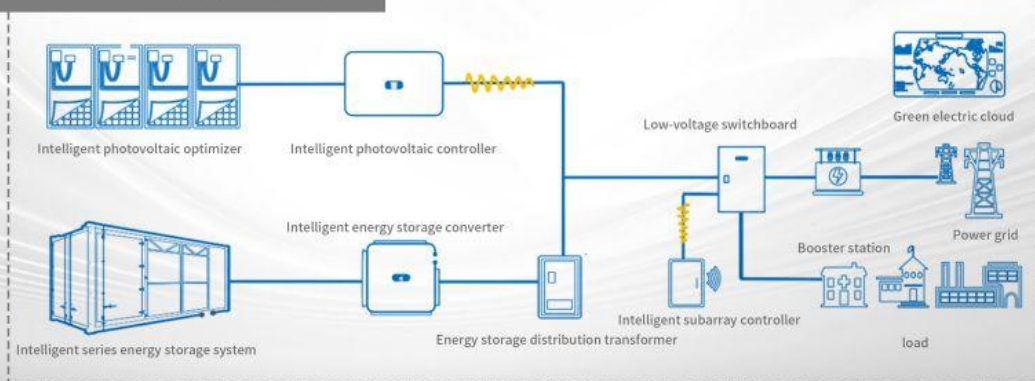 Green electric cloud
Low-voltage switchboard
Intelligent photovoltaic optimizer
Intelligent photovoltaic controller
Intelligent energy storage converter
Power grid
Booster station
Intelligent subarray controller
Energy storage distribution transformer
load
Intelligent series energy storage system